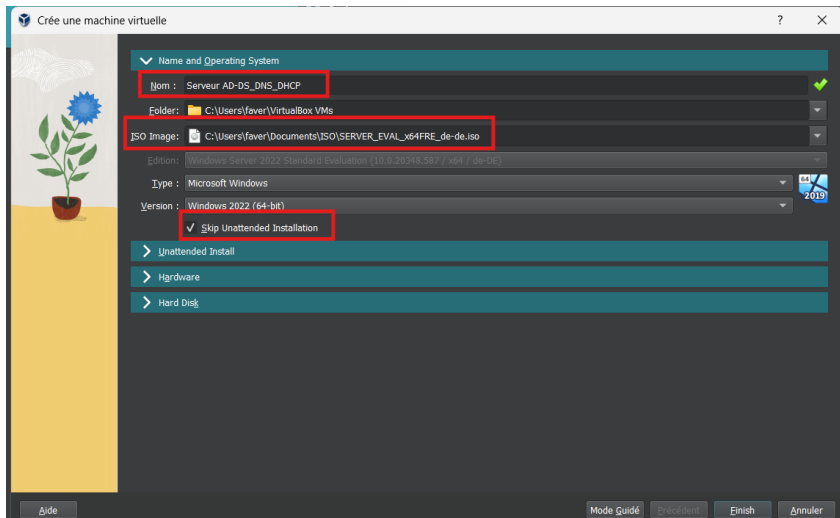 Crée une machine virtuelle
? X
Name and Operating System
Nom : Serveur AD-DS_DNS_DHCP
Folder: C:\Users\faver\VirtualBox VMs
ISO Image: C:\Users\faver\Documents\ISO\SERVER_EVAL_x64FRE_de-de.iso
Edition: Windows Server 2022 Standard Evaluation (10.0.20348.587 / x64 / de-DE)
Type : Microsoft Windows
64
2019
Version : Windows 2022 (64-bit)
Skip Unattended Installation
Unattended Install
Hardware
Hard Disk
Aide Mode Guidé Précédent Finish Annuler